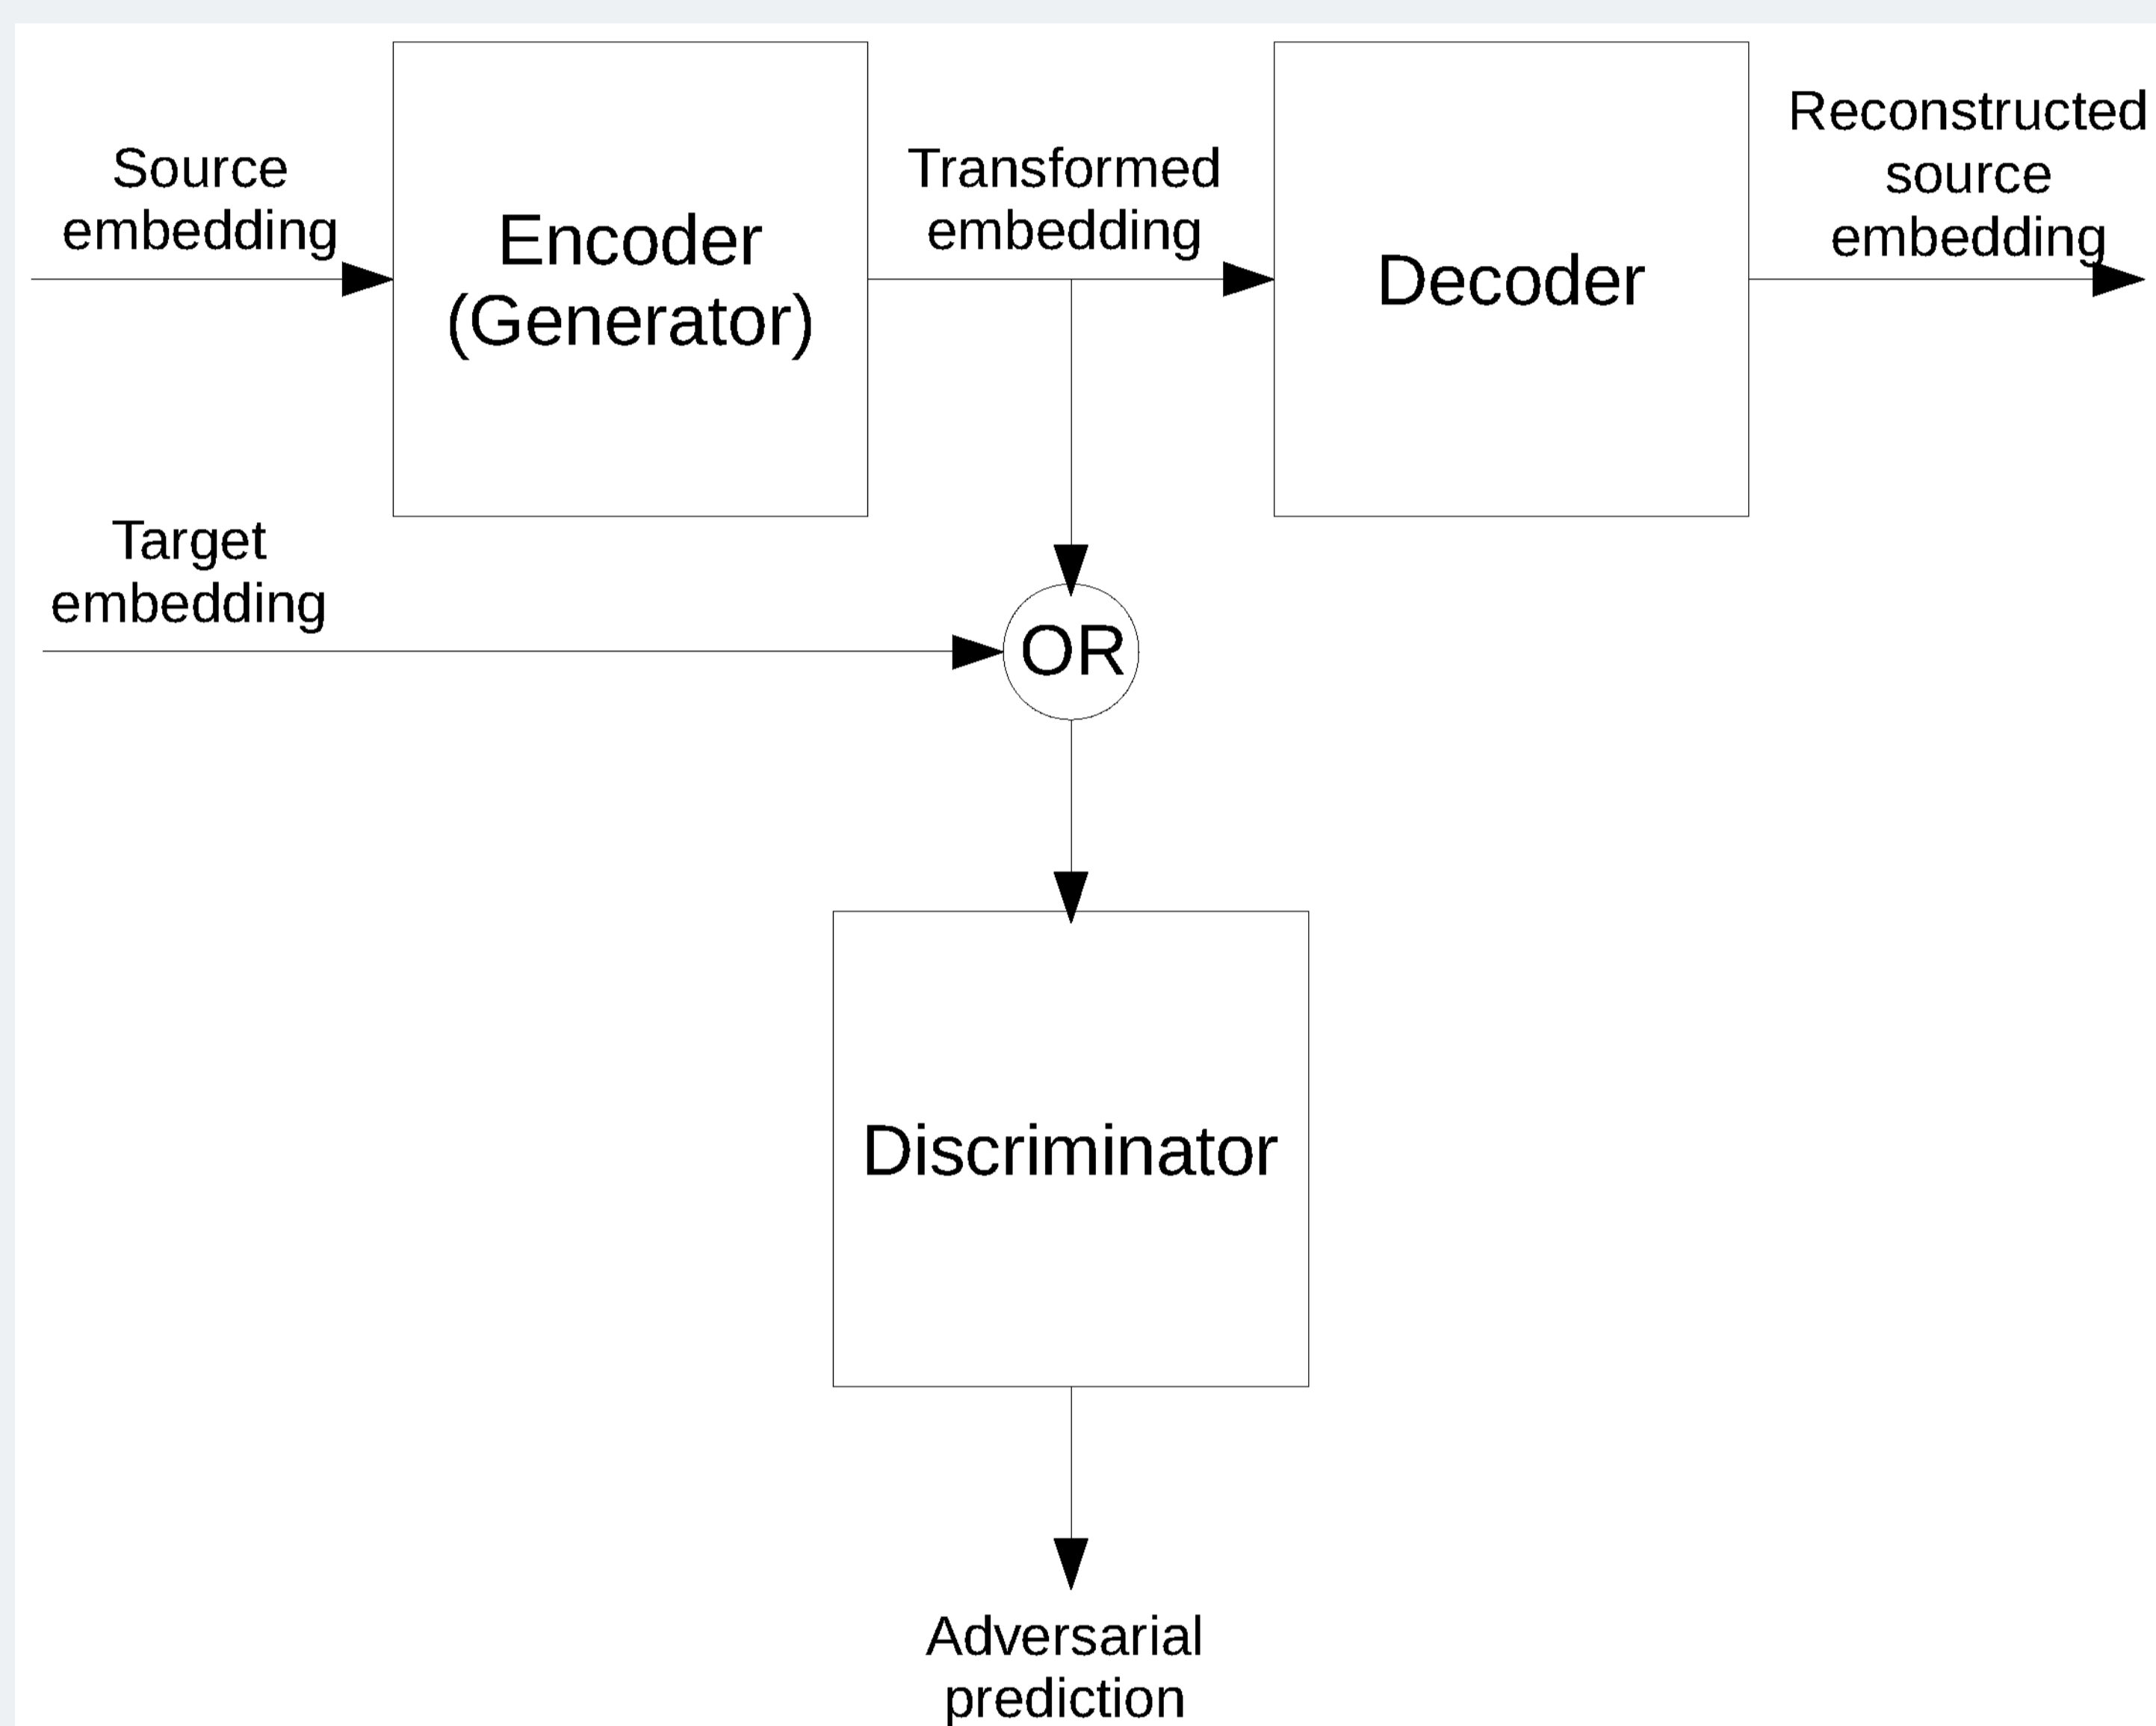 Source
embedding
Encoder
(Generator)
Transformed
embedding
Decoder
Reconstructed
source
embedding
Target
embedding
OR
Discriminator
Adversarial
prediction